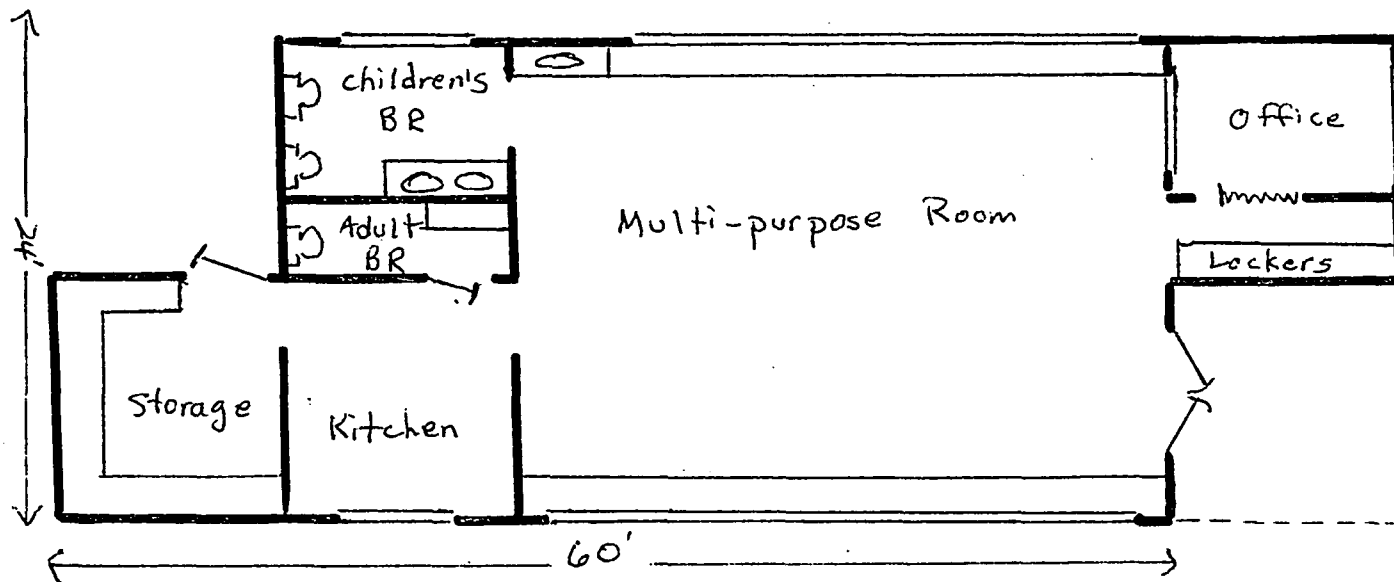 children's
BR
Office
Multi-purpose Room
Adult
BR
Lockers
24'
Storage
Kitchen
60'